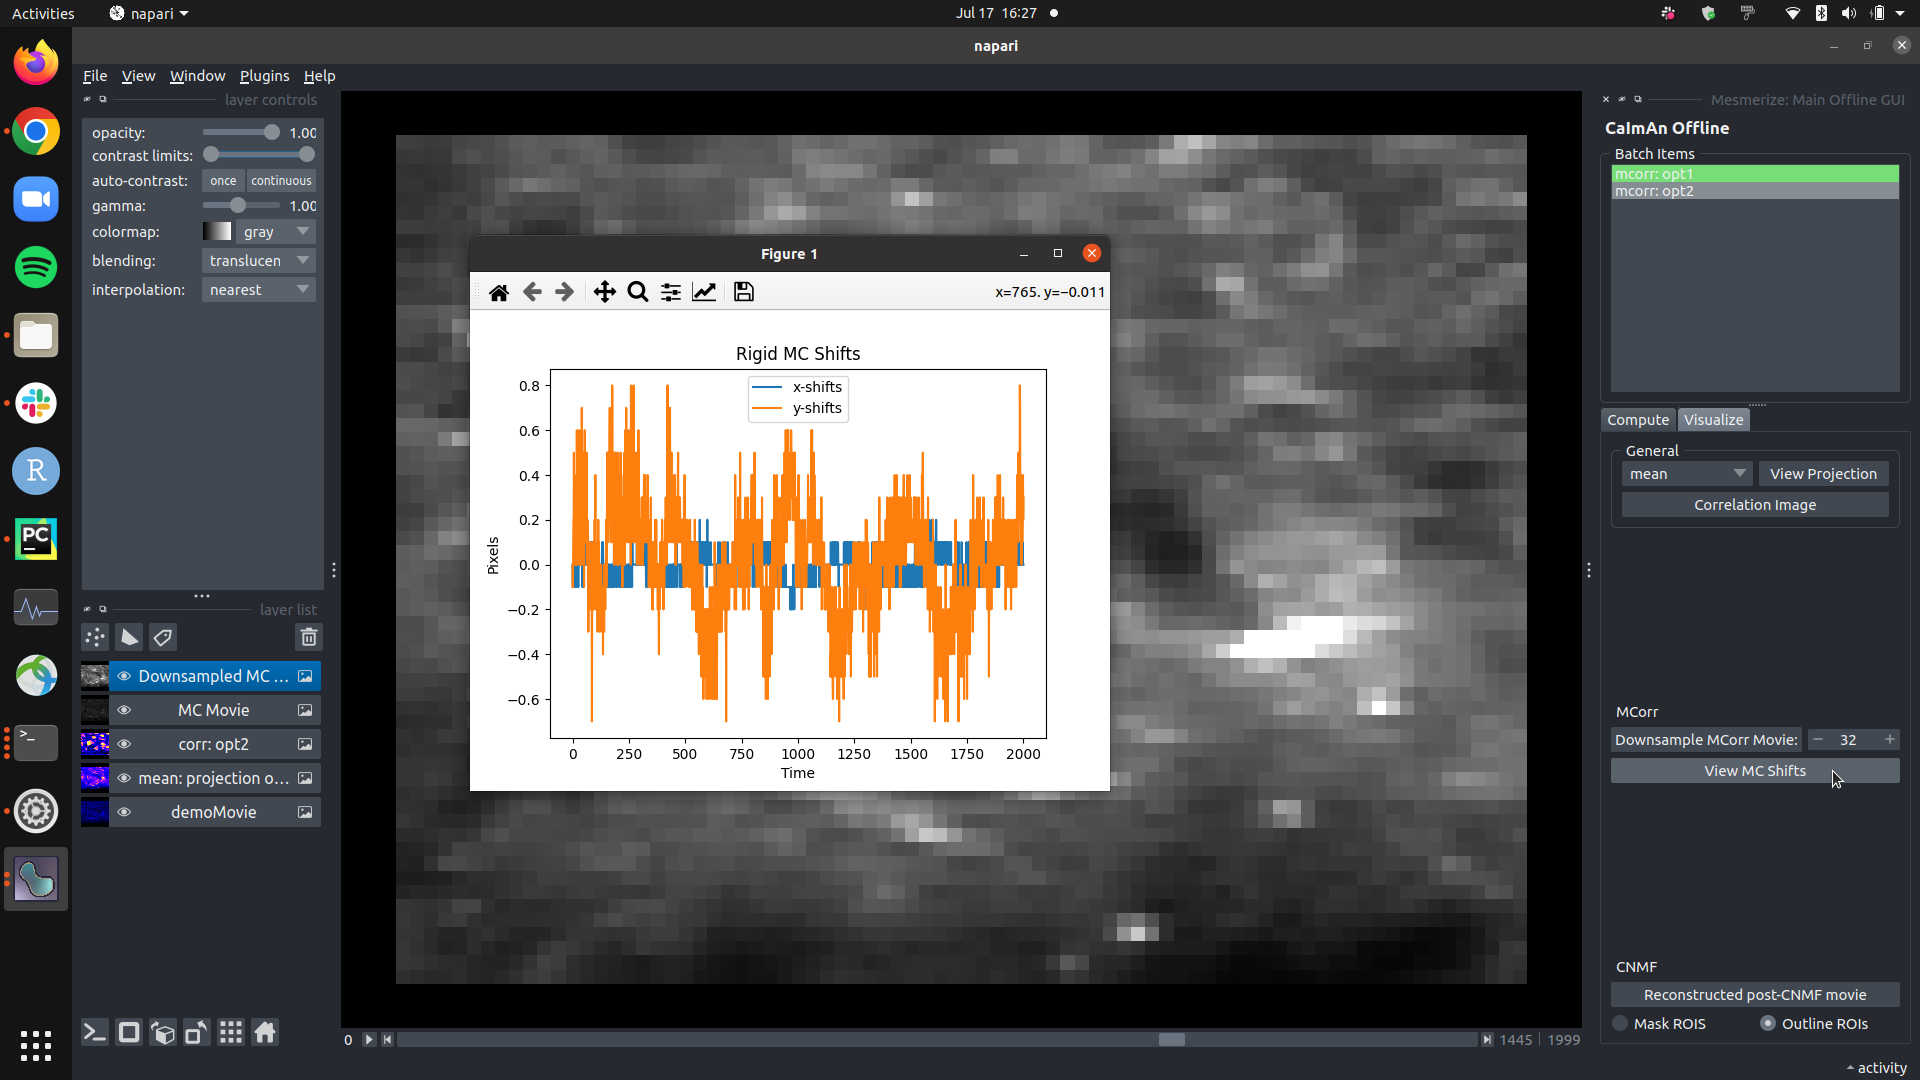 Activities
napari
Jul 17 16:27
napari
File View Window Plugins Help
layer controls
opacity: 1.00
contrast limits:
auto-contrast: once continuous
gamma: 1.00
colormap: gray
blending: translucen
interpolation: nearest
layer list
Downsampled MC ...
MC Movie
corr: opt2
mean: projection o...
demoMovie
Figure 1
x=765. y=−0.011
Rigid MC Shifts
x-shifts
y-shifts
0.8
0.6
0.4
0.2
0.0
−0.2
−0.4
−0.6
Pixels
0 250 500 750 1000 1250 1500 1750 2000
Time
0 1445 1999
Mesmerize: Main Offline GUI
CaImAn Offline
Batch Items
mcorr: opt1
mcorr: opt2
Compute Visualize
General
mean View Projection
Correlation Image
MCorr
Downsample MCorr Movie: − 32 +
View MC Shifts
CNMF
Reconstructed post-CNMF movie
Mask ROIS Outline ROIs
activity
R
PC